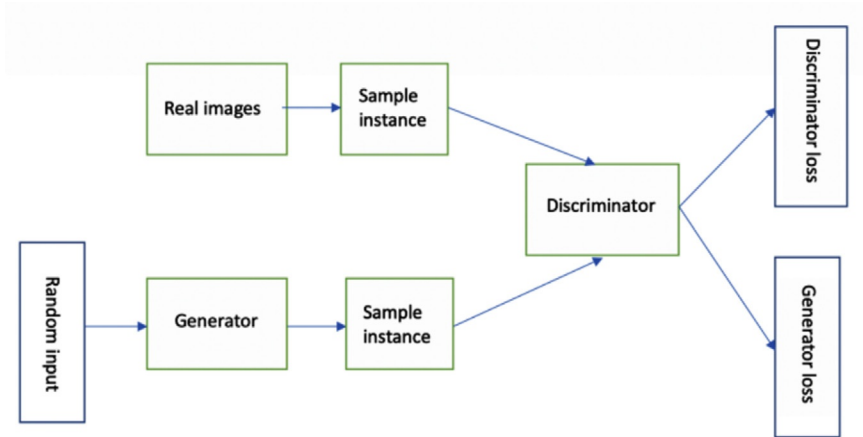 Real images
Sample
instance
Discriminator
Discriminator loss
Random input
Generator
Sample
instance
Generator loss